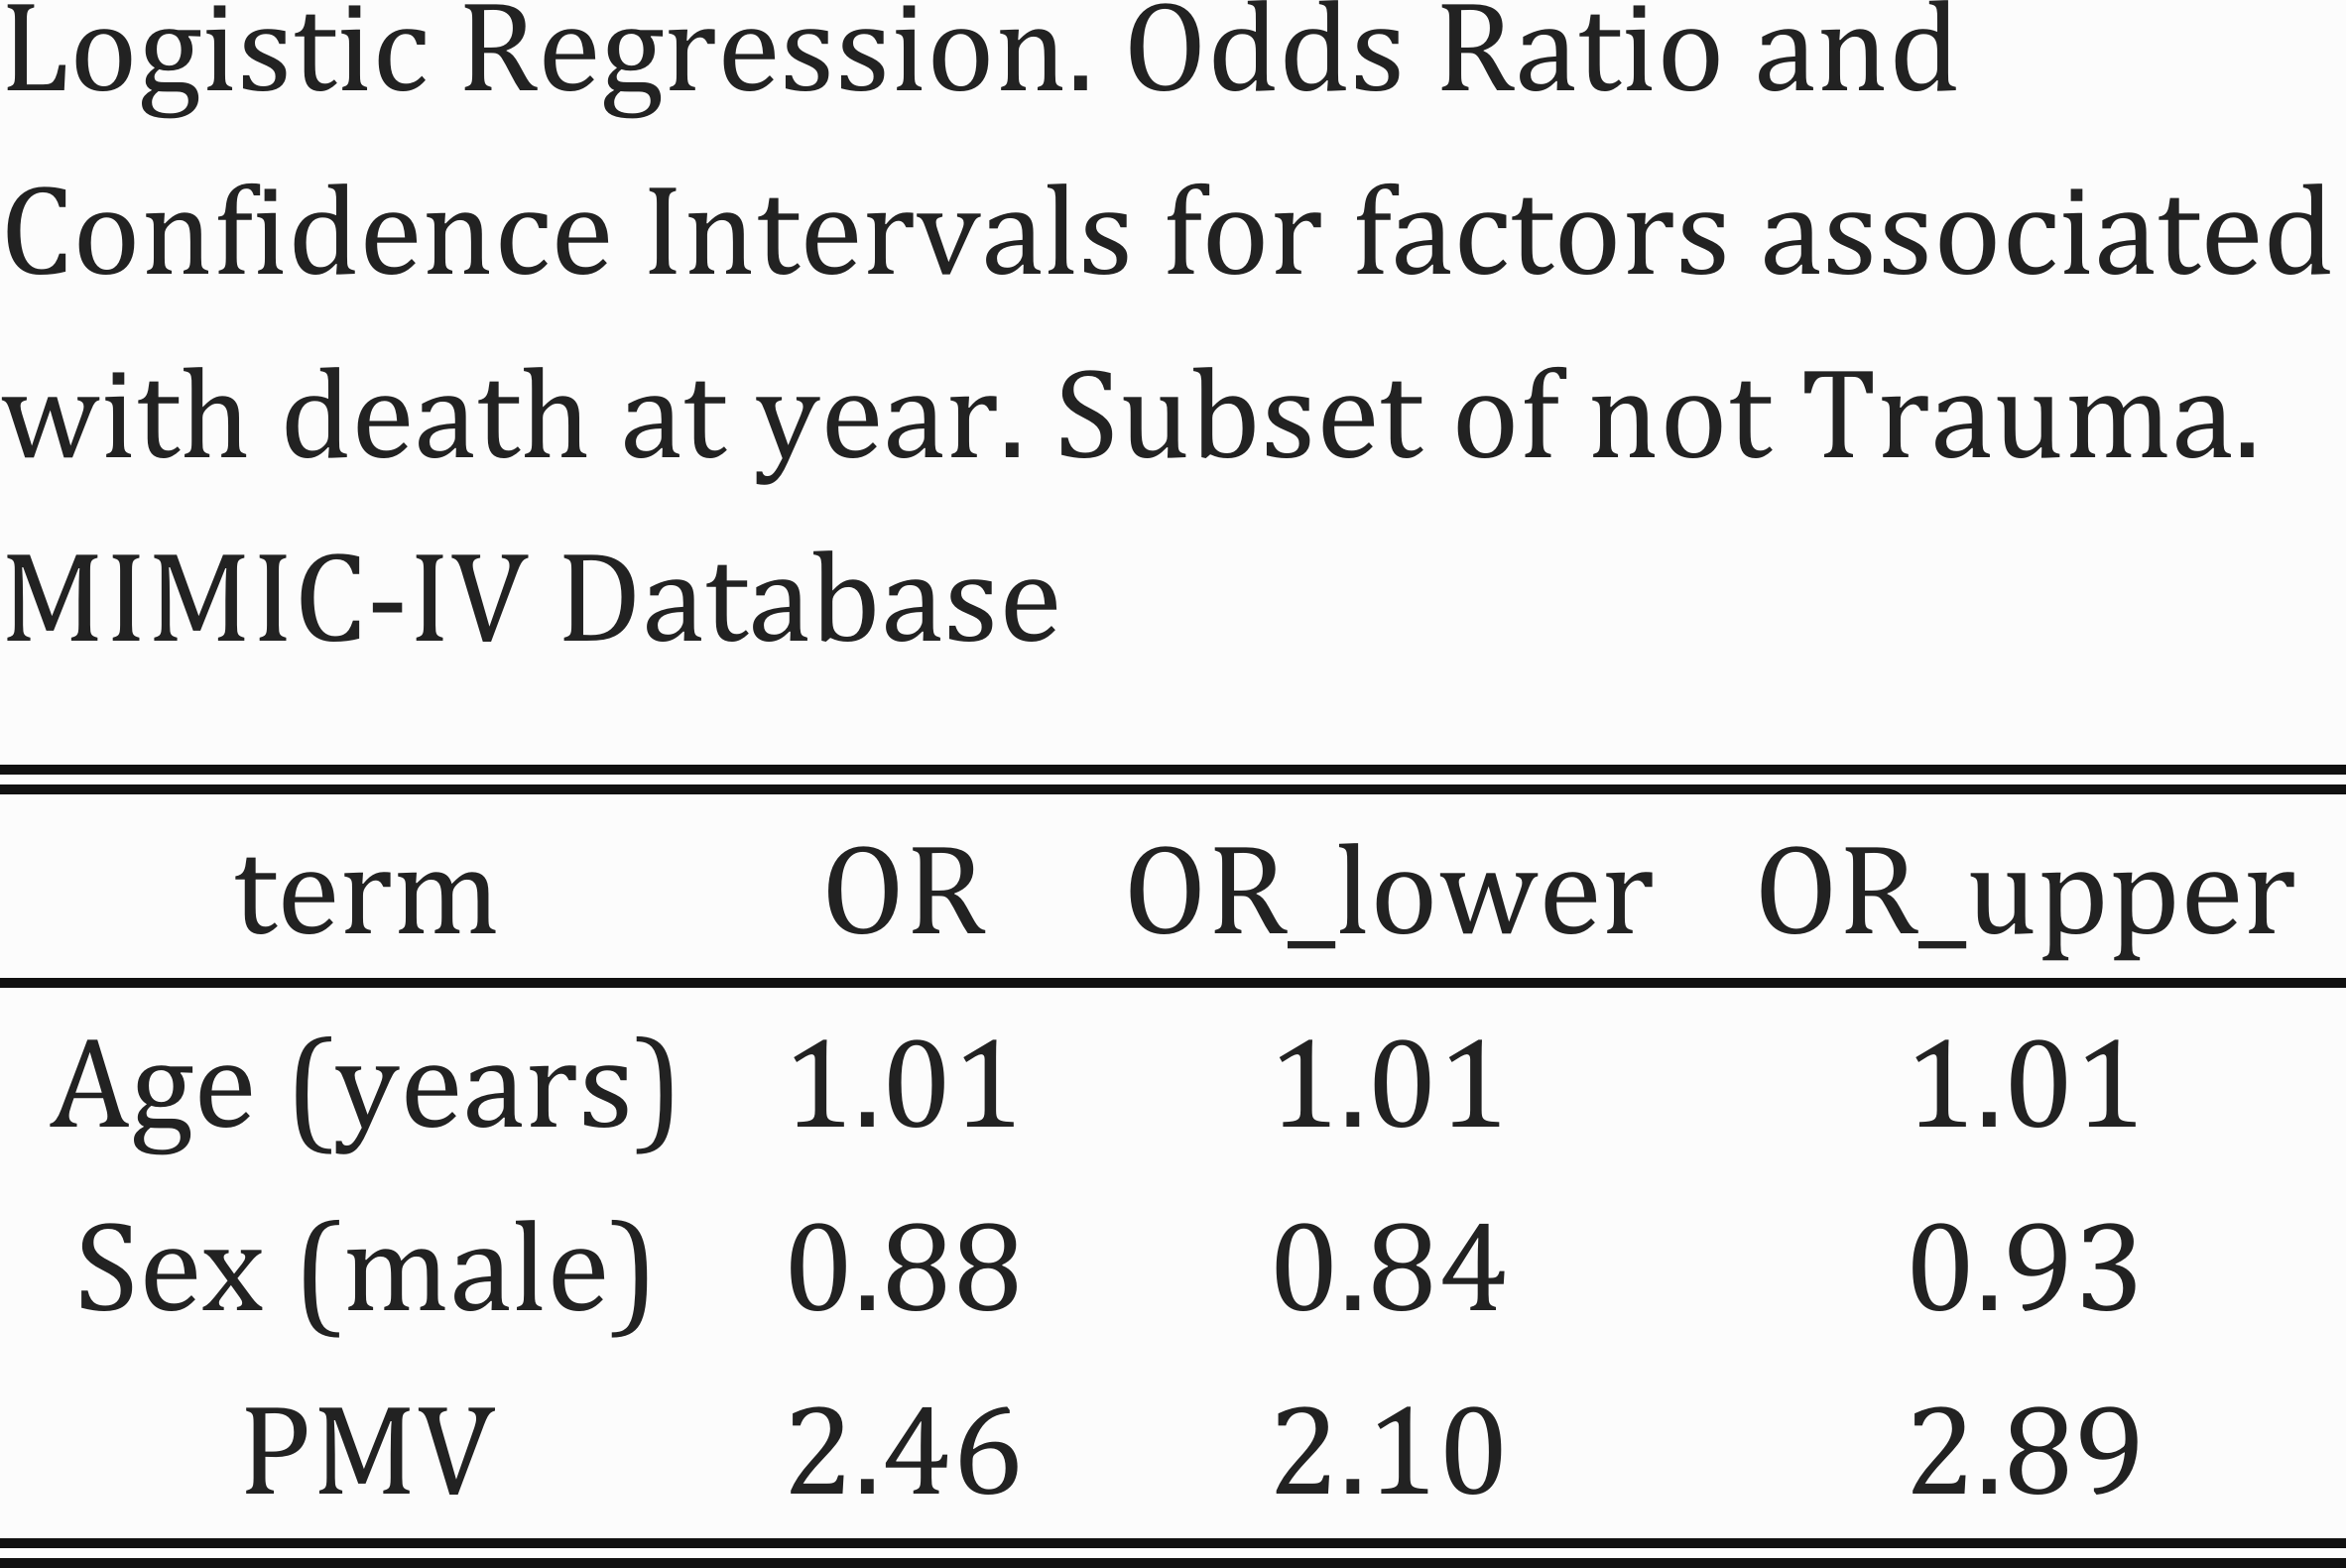 Logistic Regression. Odds Ratio and
Confidence Intervals for factors associated
with death at year. Subset of not Trauma.
MIMIC-IV Database
term OR OR_lower OR_upper
Age (years) 1.01 1.01 1.01
Sex (male) 0.88 0.84 0.93
PMV 2.46 2.10 2.89